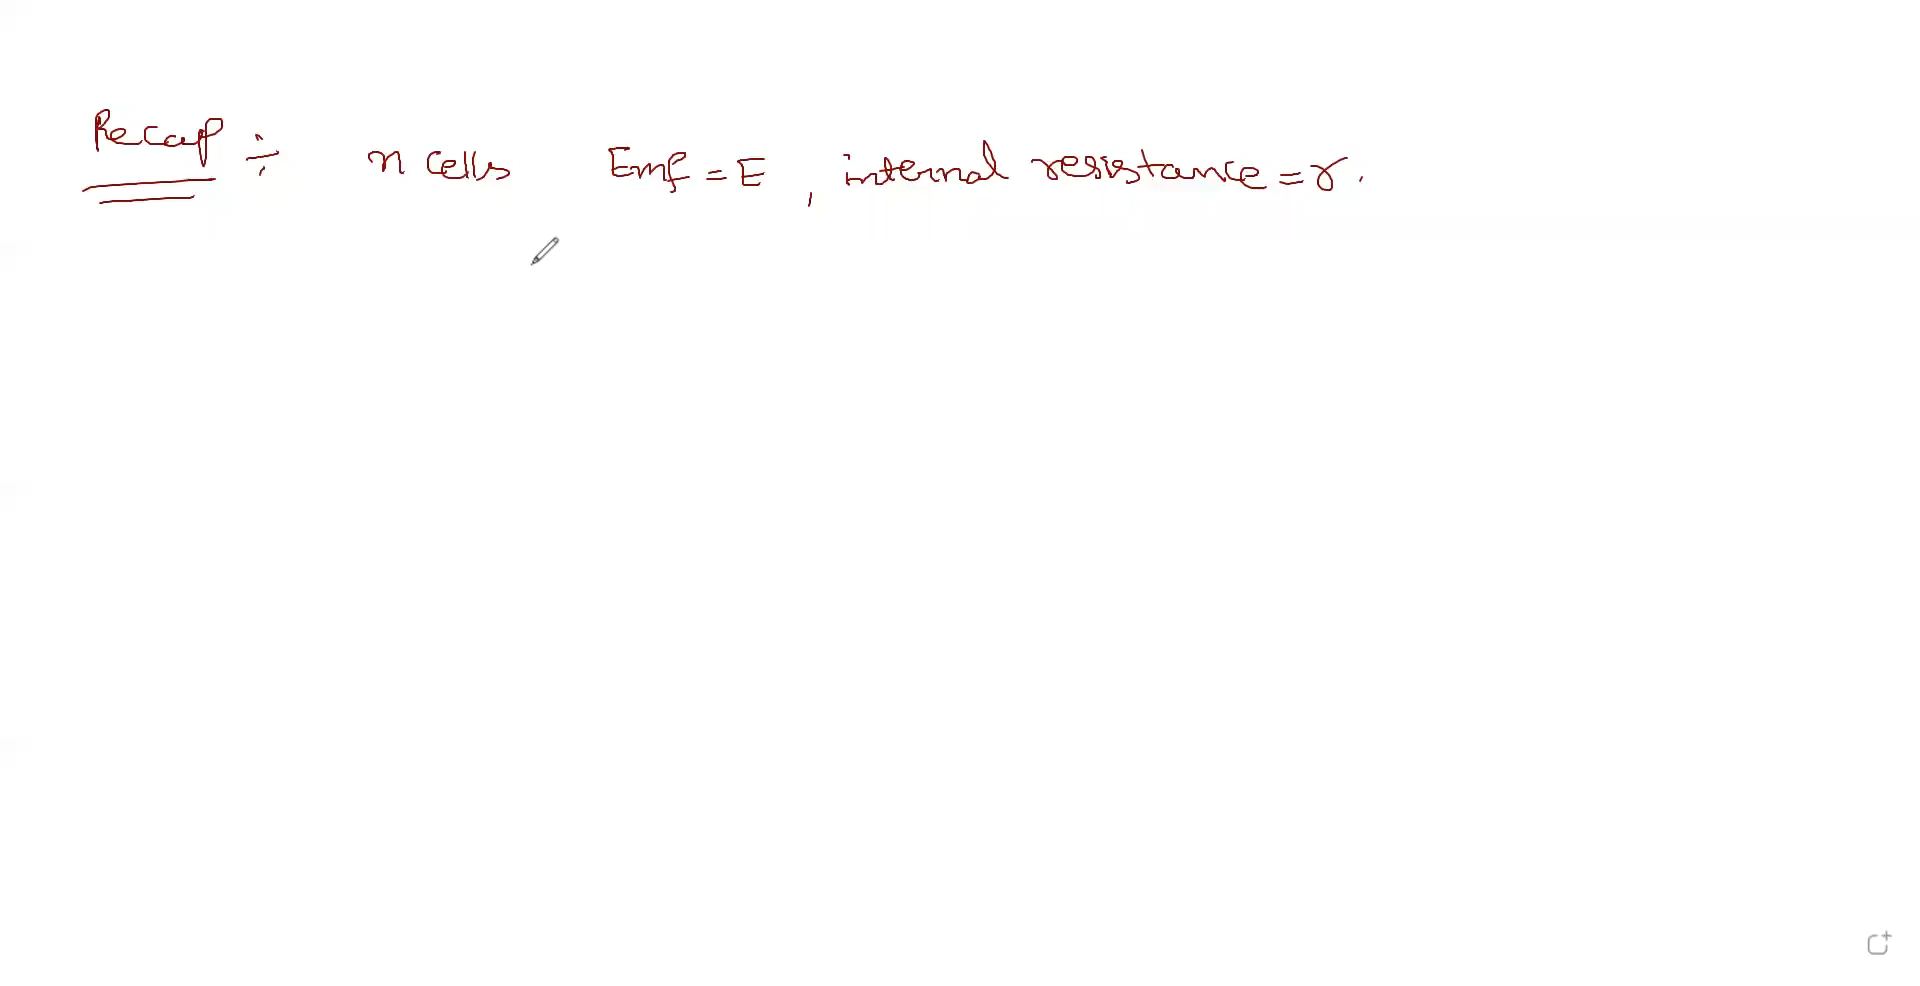 Recap ÷ n cells Emf = E , internal resistance = r .